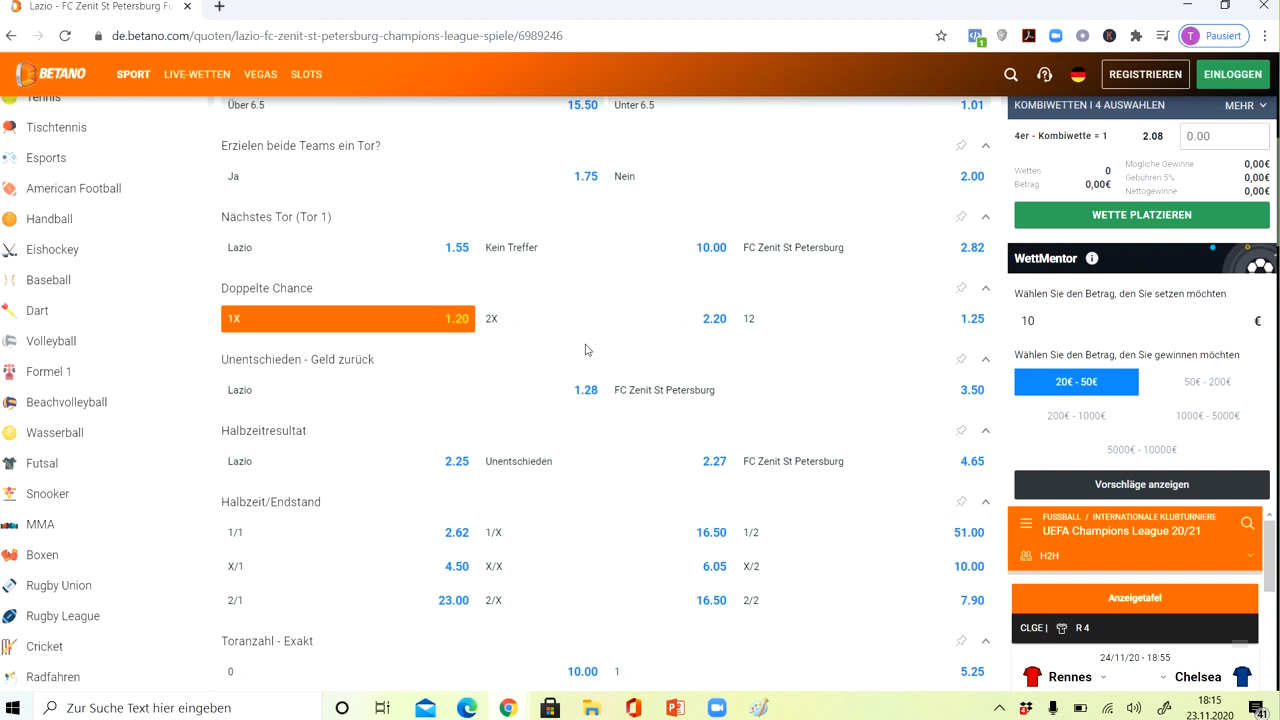 Lazio - FC Zenit St Petersburg Fu
de.betano.com/quoten/lazio-fc-zenit-st-petersburg-champions-league-spiele/6989246
1
T Pausiert
BETANO SPORT LIVE-WETTEN VEGAS SLOTS REGISTRIEREN EINLOGGEN
Tennis
Tischtennis
Esports
American Football
Handball
Eishockey
Baseball
Dart
Volleyball
Formel 1
Beachvolleyball
Wasserball
Futsal
Snooker
MMA
Boxen
Rugby Union
Rugby League
Cricket
Radfahren
Über 6.5 15.50 Unter 6.5 1.01
Erzielen beide Teams ein Tor?
Ja 1.75 Nein 2.00
Nächstes Tor (Tor 1)
Lazio 1.55 Kein Treffer 10.00 FC Zenit St Petersburg 2.82
Doppelte Chance
1X 1.20 2X 2.20 12 1.25
Unentschieden - Geld zurück
Lazio 1.28 FC Zenit St Petersburg 3.50
Halbzeitresultat
Lazio 2.25 Unentschieden 2.27 FC Zenit St Petersburg 4.65
Halbzeit/Endstand
1/1 2.62 1/X 16.50 1/2 51.00
X/1 4.50 X/X 6.05 X/2 10.00
2/1 23.00 2/X 16.50 2/2 7.90
Toranzahl - Exakt
0 10.00 1 5.25
KOMBIWETTEN I 4 AUSWAHLEN MEHR
4er - Kombiwette = 1 2.08 0.00
Wetten 0
Betrag 0,00€
Mögliche Gewinne 0,00€
Gebühren 5% 0,00€
Nettogewinne 0,00€
WETTE PLATZIEREN
WettMentor
Wählen Sie den Betrag, den Sie setzen möchten
10 €
Wählen Sie den Betrag, den Sie gewinnen möchten
20€ - 50€ 50€ - 200€
200€ - 1000€ 1000€ - 5000€
5000€ - 10000€
Vorschläge anzeigen
FUSSBALL / INTERNATIONALE KLUBTURNIERE
UEFA Champions League 20/21
H2H
Anzeigetafel
CLGE | R 4
24/11/20 - 18:55
Rennes Chelsea
Zur Suche Text hier eingeben
18:15
23.11.2020
41